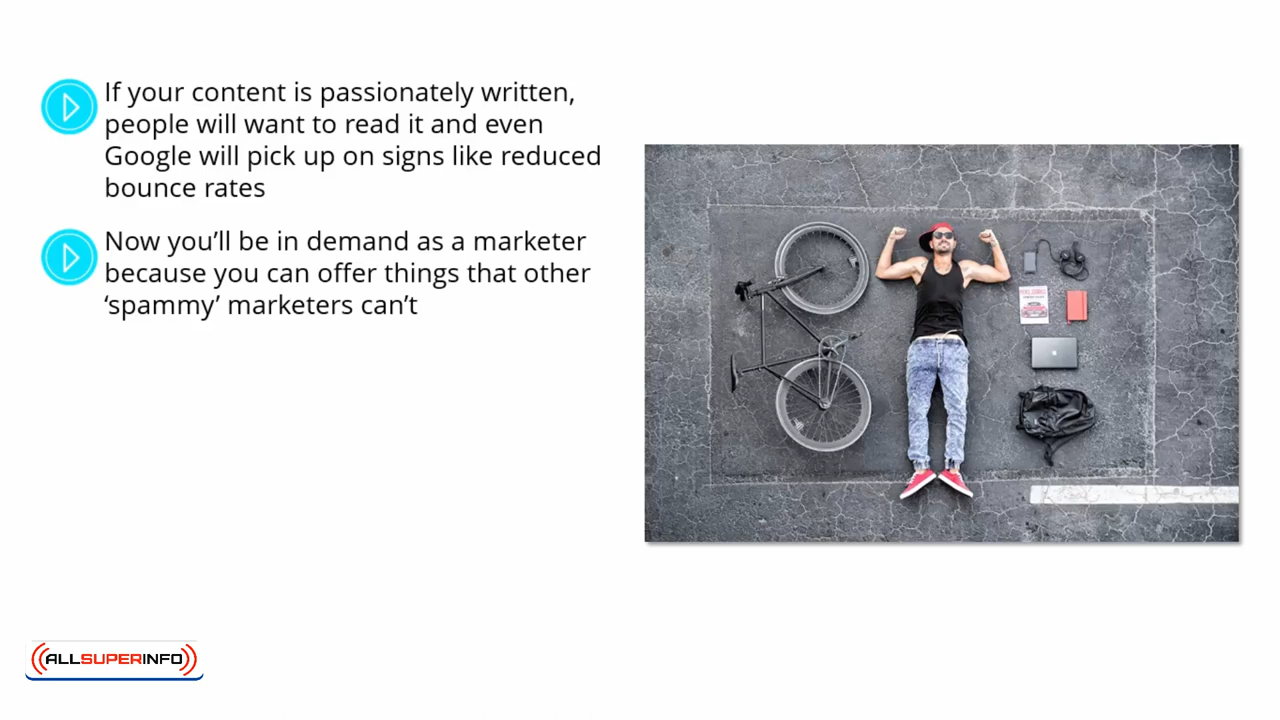 If your content is passionately written,
people will want to read it and even
Google will pick up on signs like reduced
bounce rates
Now you’ll be in demand as a marketer
because you can offer things that other
‘spammy’ marketers can’t
ALLSUPERINFO